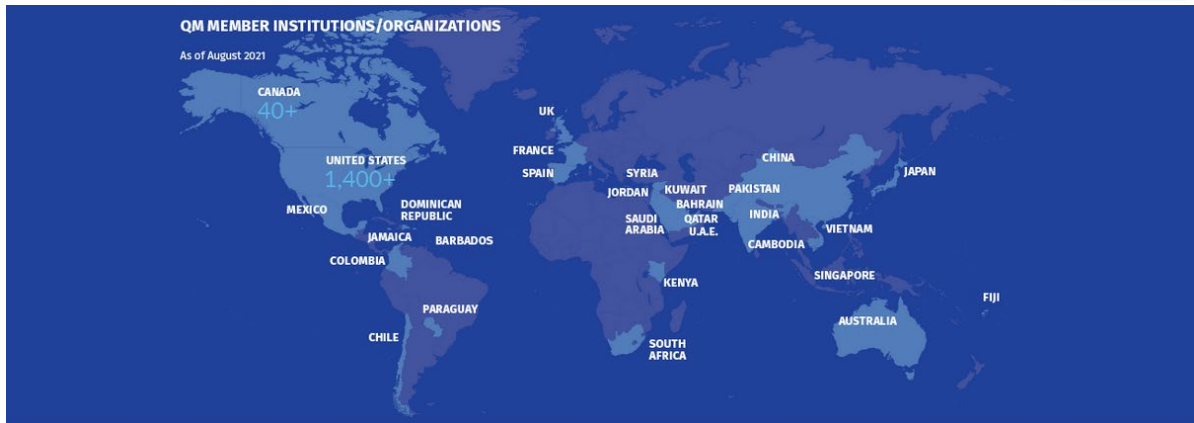 QM MEMBER INSTITUTIONS/ORGANIZATIONS
As of August 2021
CANADA
40+
UNITED STATES
1,400+
MEXICO
DOMINICAN
REPUBLIC
JAMAICA
BARBADOS
COLOMBIA
PARAGUAY
CHILE
UK
FRANCE
SPAIN
SYRIA
JORDAN
KUWAIT
BAHRAIN
SAUDI
ARABIA
QATAR
U.A.E.
PAKISTAN
CHINA
INDIA
JAPAN
VIETNAM
CAMBODIA
SINGAPORE
KENYA
SOUTH
AFRICA
FIJI
AUSTRALIA